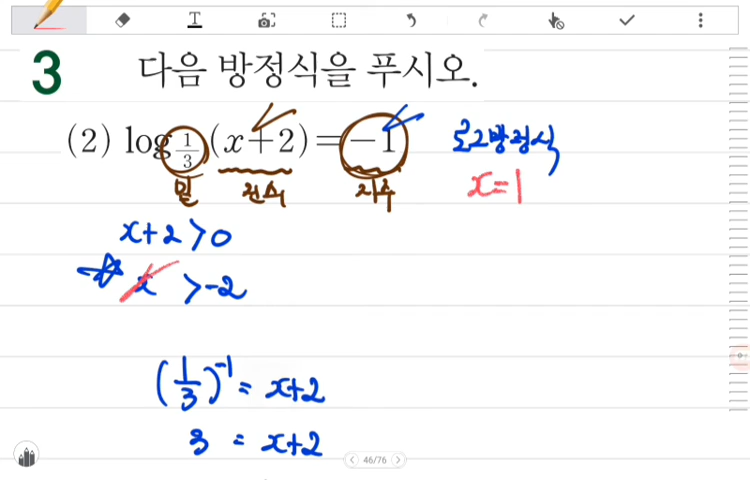 T
3 다음 방정식을 푸시오.
(2) log 1/3 (x+2)=-1 로그방정식
밑 진수 지수 x=1
x+2>0
x >-2
(1/3)^-1 = x+2
3 = x+2
46/76